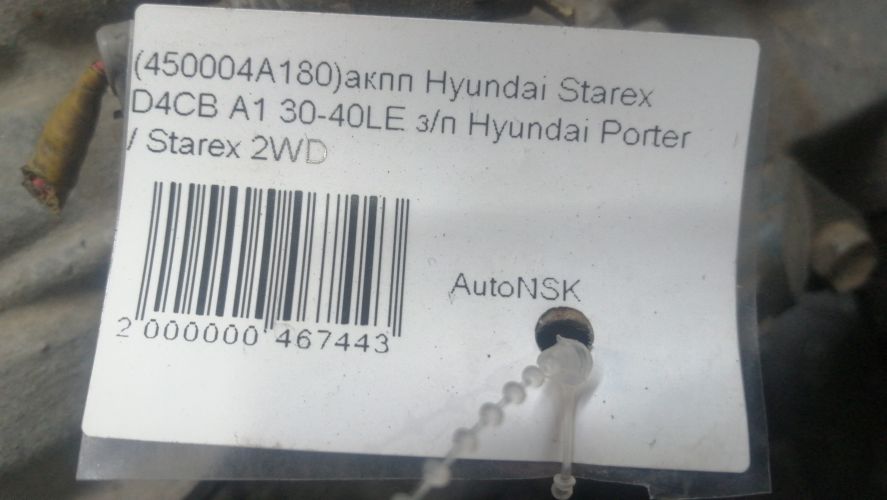 (450004A180)акпп Hyundai Starex
D4CB A1 30-40LE з/п Hyundai Porter
/ Starex 2WD
AutoNSK
2 000000 467443